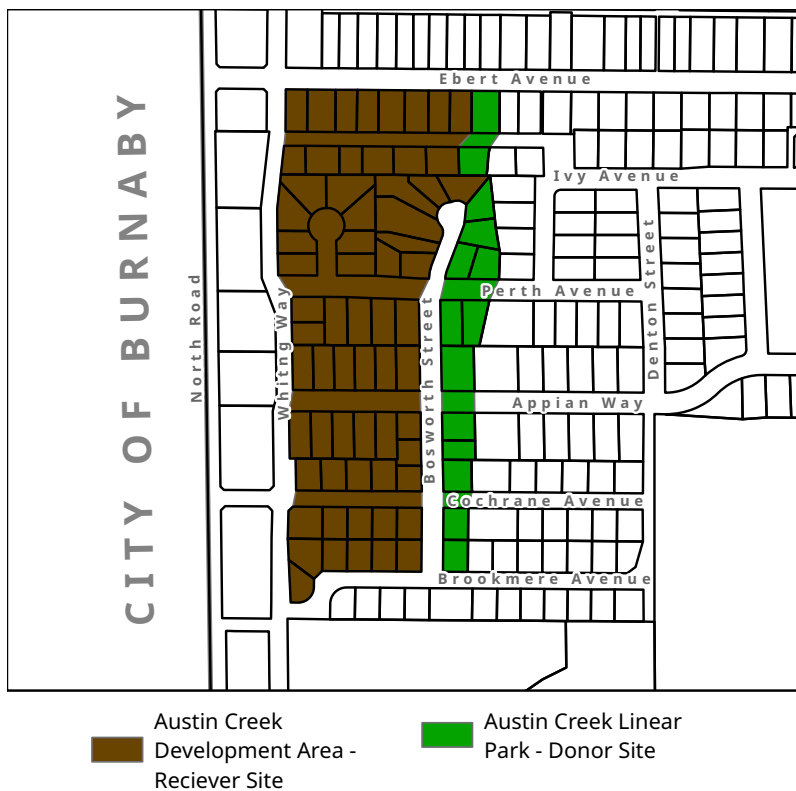 Ebert Avenue
Ivy Avenue
CITY OF BURNABY
North Road
Whitng Way
Bosworth Street
Denton Street
Perth Avenue
Appian Way
Cochrane Avenue
Brookmere Avenue
Austin Creek
Development Area -
Reciever Site
Austin Creek Linear
Park - Donor Site